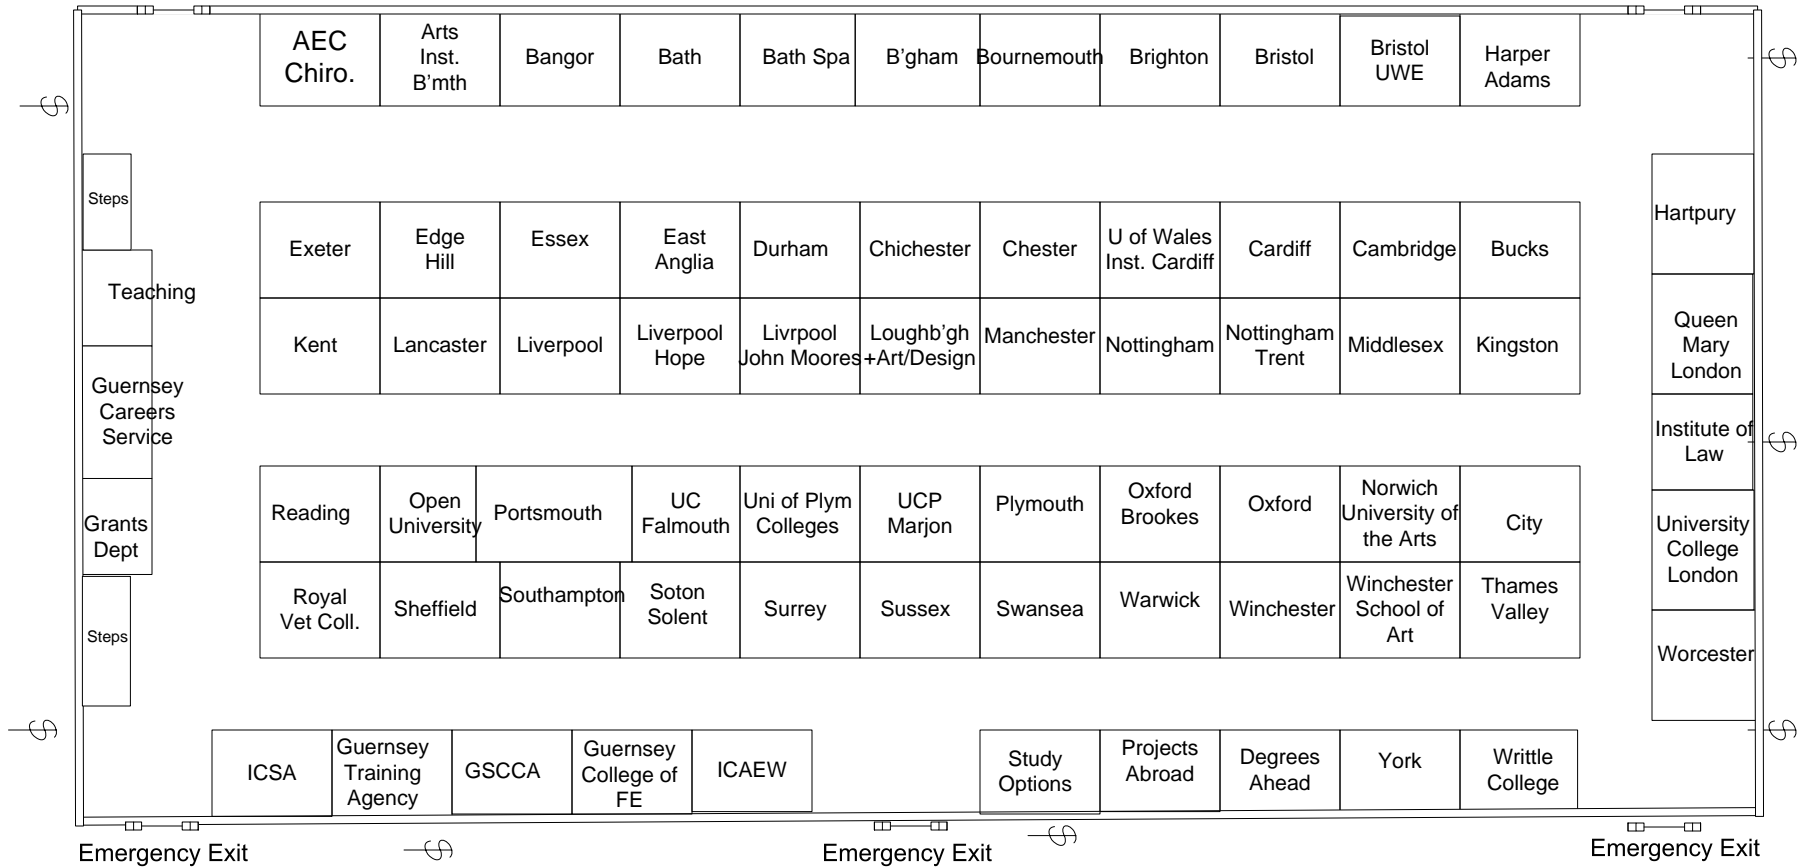 AEC
Chiro.
Arts
Inst.
B'mth
Bangor
Bath
Bath Spa
B'gham
Bournemouth
Brighton
Bristol
Bristol
UWE
Harper
Adams
Steps
Teaching
Guernsey
Careers
Service
Grants
Dept
Steps
Exeter
Edge
Hill
Essex
East
Anglia
Durham
Chichester
Chester
U of Wales
Inst. Cardiff
Cardiff
Cambridge
Bucks
Kent
Lancaster
Liverpool
Liverpool
Hope
Livrpool
John Moores
Loughb'gh
+Art/Design
Manchester
Nottingham
Nottingham
Trent
Middlesex
Kingston
Hartpury
Queen
Mary
London
Institute of
Law
University
College
London
Worcester
Reading
Open
University
Portsmouth
UC
Falmouth
Uni of Plym
Colleges
UCP
Marjon
Plymouth
Oxford
Brookes
Oxford
Norwich
University of
the Arts
City
Royal
Vet Coll.
Sheffield
Southampton
Soton
Solent
Surrey
Sussex
Swansea
Warwick
Winchester
Winchester
School of
Art
Thames
Valley
ICSA
Guernsey
Training
Agency
GSCCA
Guernsey
College of
FE
ICAEW
Study
Options
Projects
Abroad
Degrees
Ahead
York
Writtle
College
Emergency Exit
Emergency Exit
Emergency Exit